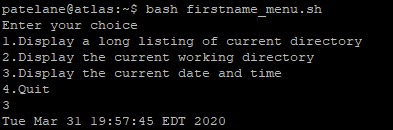 patelane@atlas:~$ bash firstname_menu.sh
Enter your choice
1.Display a long listing of current directory
2.Display the current working directory
3.Display the current date and time
4.Quit
3
Tue Mar 31 19:57:45 EDT 2020